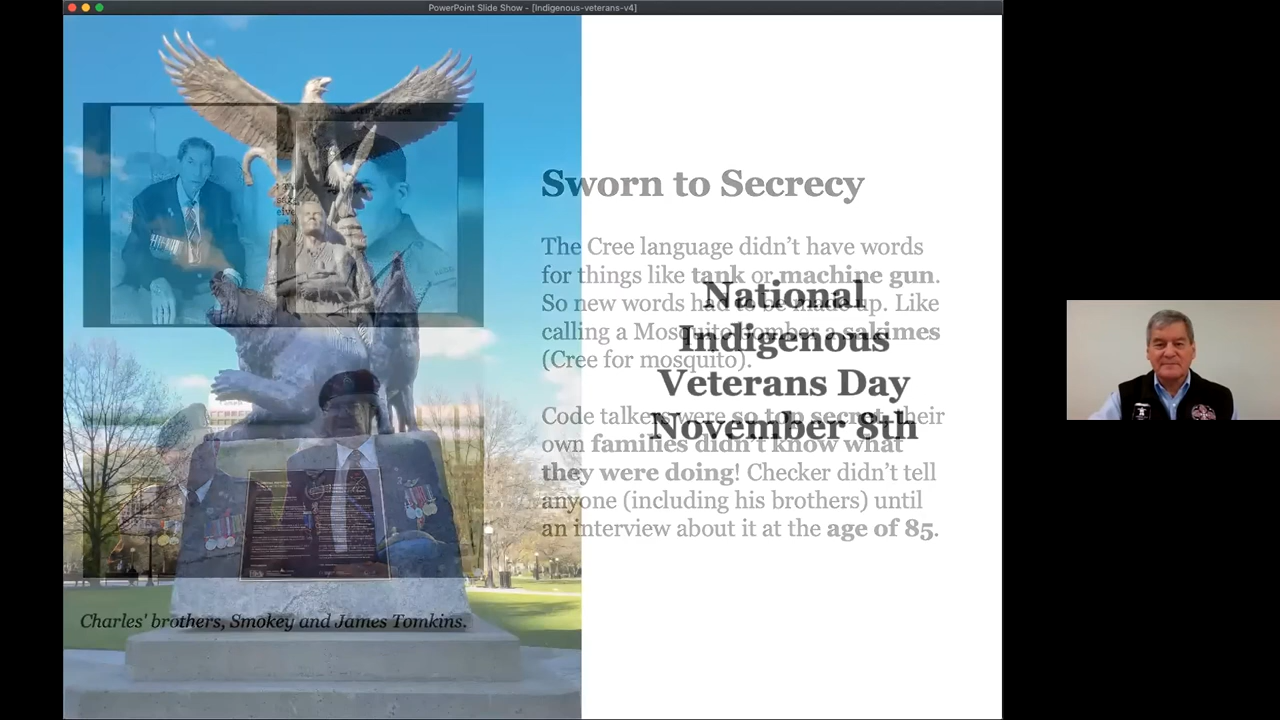 PowerPoint Slide Show - [Indigenous-veterans-v4]
Sworn to Secrecy
The Cree language didn't have words
for things like tank or machine gun.
So new words had to be made up. Like
calling a Mosquito bomber a sakimes
(Cree for mosquito).
Code talkers were so top secret, their
own families didn't know what
they were doing! Checker didn't tell
anyone (including his brothers) until
an interview about it at the age of 85.
National
Indigenous
Veterans Day
November 8th
Charles' brothers, Smokey and James Tomkins.